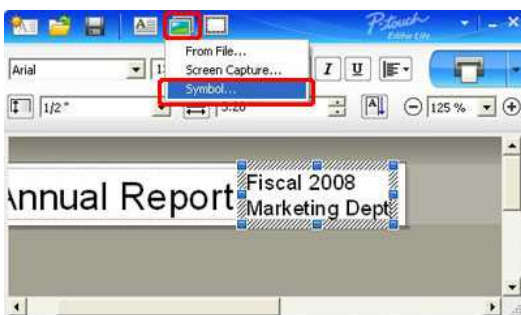 P-touch
Editor Lite
From File...
Screen Capture...
Symbol...
Arial
I U
1/2 "
A
125 %
Annual Report
Fiscal 2008
Marketing Dept